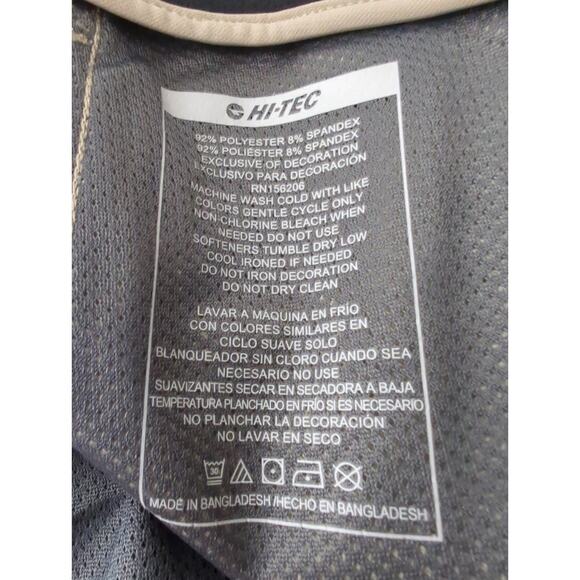 HI-TEC
92% POLYESTER 8% SPANDEX
92% POLIÉSTER 8% SPANDEX
EXCLUSIVE OF DECORATION
EXCLUSIVO PARA DECORACIÓN
RN156206
MACHINE WASH COLD WITH LIKE
COLORS GENTLE CYCLE ONLY
NON-CHLORINE BLEACH WHEN
NEEDED DO NOT USE
SOFTENERS TUMBLE DRY LOW
COOL IRONED IF NEEDED
DO NOT IRON DECORATION
DO NOT DRY CLEAN
LAVAR A MÁQUINA EN FRÍO
CON COLORES SIMILARES EN
CICLO SUAVE SOLO
BLANQUEADOR SIN CLORO CUANDO SEA
NECESARIO NO USE
SUAVIZANTES SECAR EN SECADORA A BAJA
TEMPERATURA PLANCHADO EN FRÍO SI ES NECESARIO
NO PLANCHAR LA DECORACIÓN
NO LAVAR EN SECO
30
MADE IN BANGLADESH / HECHO EN BANGLADESH